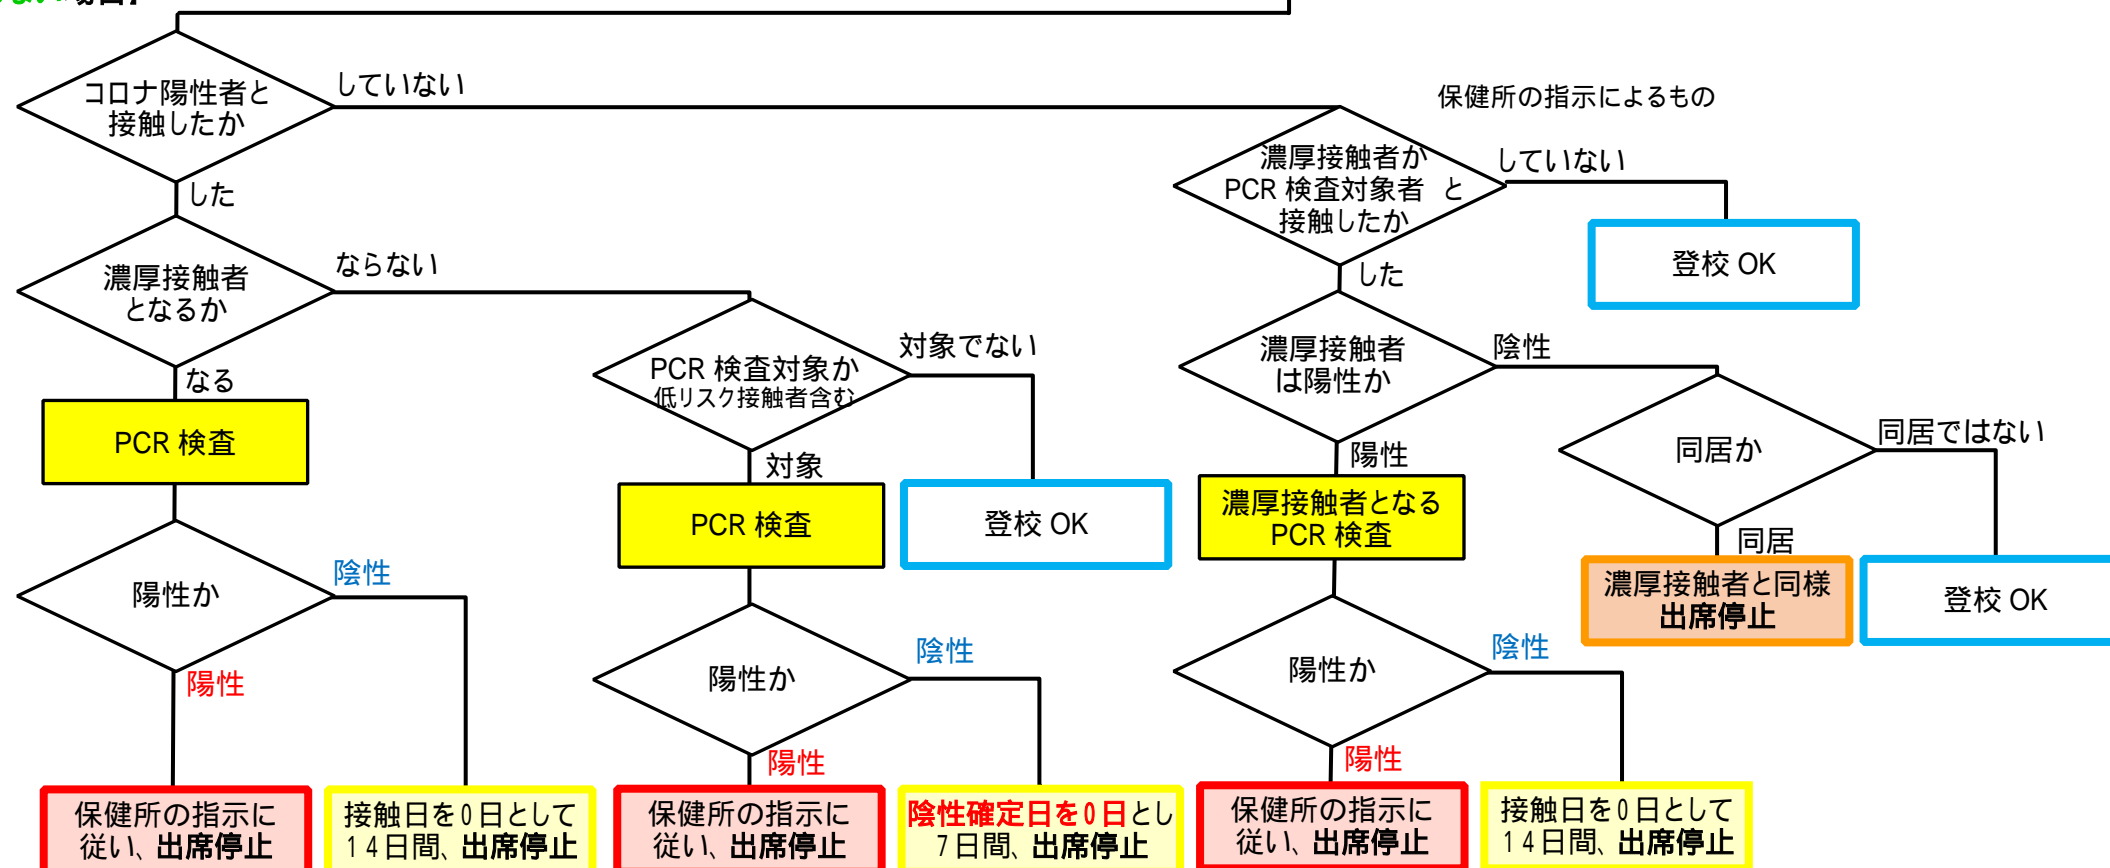 ない場合】
コロナ陽性者と
接触したか
していない
した
保健所の指示によるもの
濃厚接触者か
PCR 検査対象者 と
接触したか
していない
登校 OK
した
濃厚接触者
となるか
ならない
なる
PCR 検査
PCR 検査対象か
低リスク接触者含む
対象でない
対象
PCR 検査
登校 OK
濃厚接触者
は陽性か
陰性
陽性
濃厚接触者となる
PCR 検査
同居か
同居ではない
同居
濃厚接触者と同様
出席停止
登校 OK
陽性か
陰性
陽性
陽性か
陰性
陽性
陽性か
陰性
陽性
保健所の指示に
従い、出席停止
接触日を0日として
14日間、出席停止
保健所の指示に
従い、出席停止
陰性確定日を0日とし
7日間、出席停止
保健所の指示に
従い、出席停止
接触日を0日として
14日間、出席停止